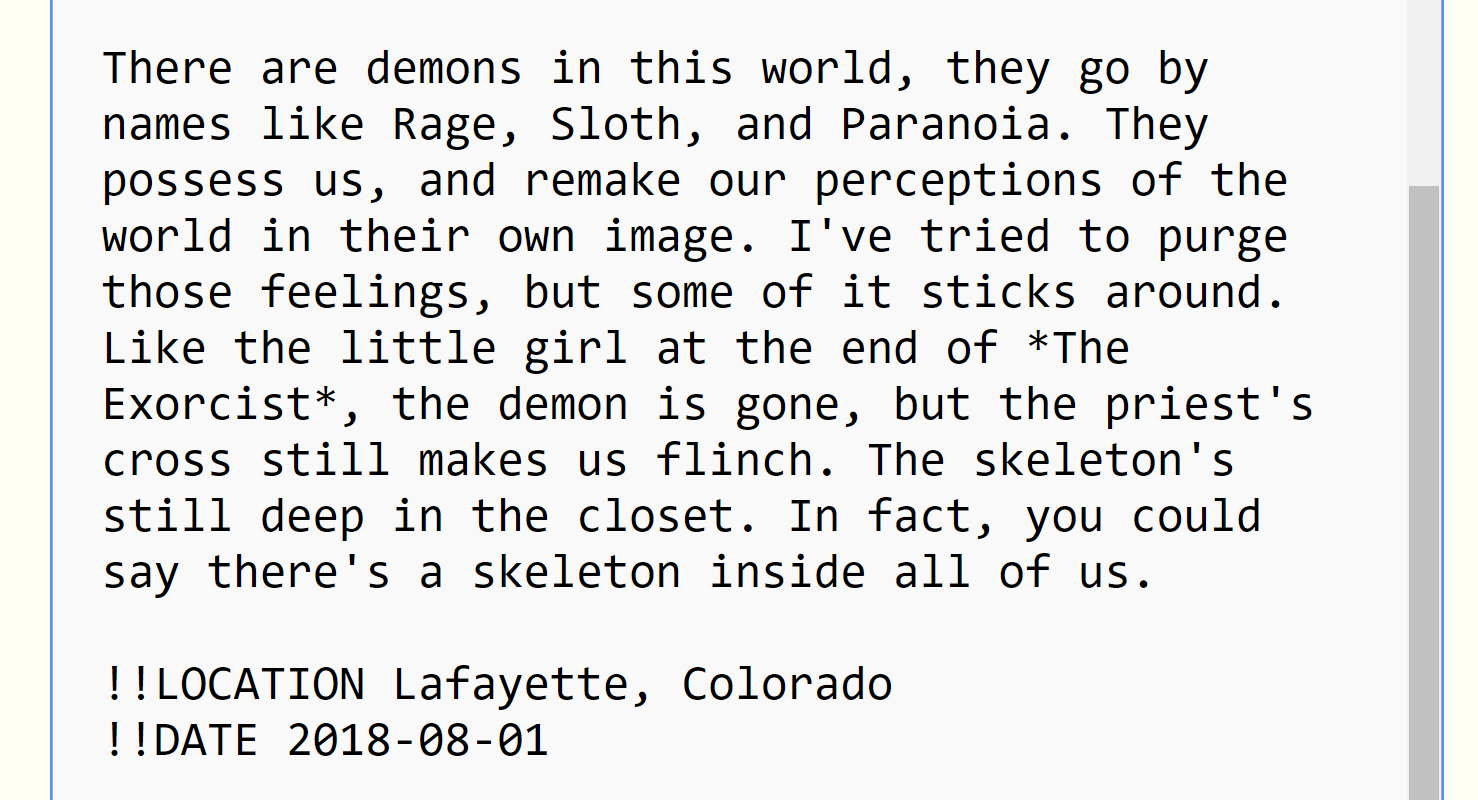 There are demons in this world, they go by
names like Rage, Sloth, and Paranoia. They
possess us, and remake our perceptions of the
world in their own image. I've tried to purge
those feelings, but some of it sticks around.
Like the little girl at the end of *The
Exorcist*, the demon is gone, but the priest's
cross still makes us flinch. The skeleton's
still deep in the closet. In fact, you could
say there's a skeleton inside all of us.

!!LOCATION Lafayette, Colorado
!!DATE 2018-08-01